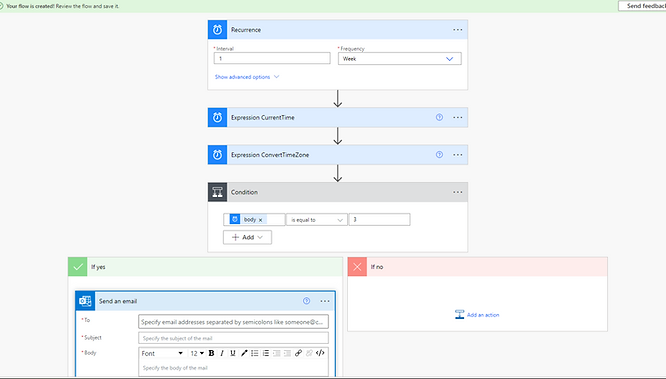 Your flow is created! Review the flow and save it.
Send feedback
Recurrence
* Interval
* Frequency
1
Week
Show advanced options
Expression CurrentTime
Expression ConvertTimeZone
Condition
body x
is equal to
3
+ Add
If yes
If no
Send an email
Add an action
* To
Specify email addresses separated by semicolons like someone@c...
* Subject
Specify the subject of the mail
* Body
Font
12
B I U
</>
Specify the body of the mail